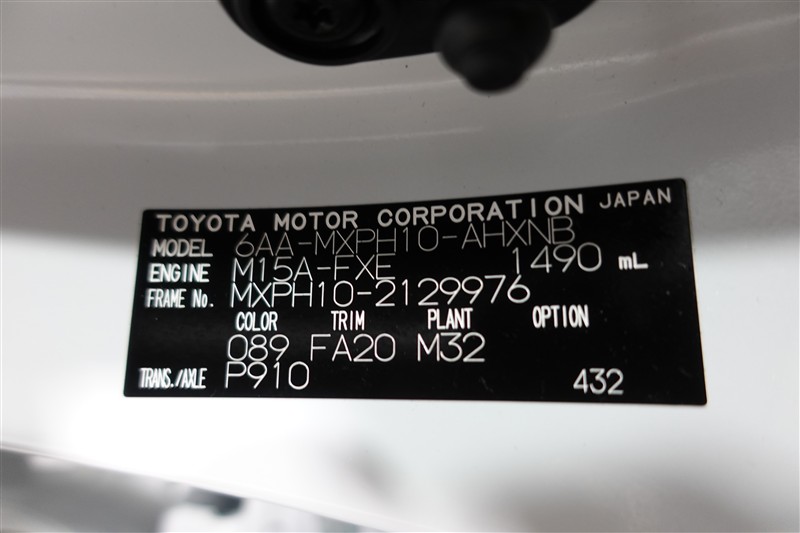 TOYOTA MOTOR CORPORATION JAPAN
MODEL 6AA-MXPH10-AHXNB
ENGINE M15A-FXE 1490 mL
FRAME No. MXPH10-2129976
COLOR TRIM PLANT OPTION
089 FA20 M32
TRANS./AXLE P910 432